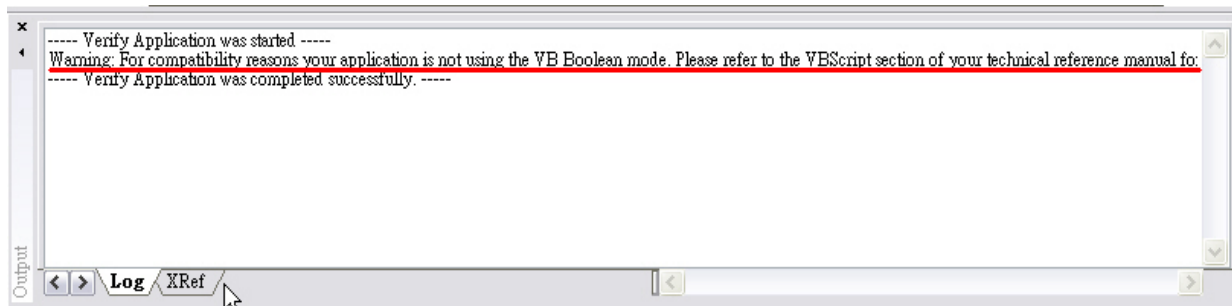 ----- Verify Application was started -----
Warning: For compatibility reasons your application is not using the VB Boolean mode. Please refer to the VBScript section of your technical reference manual fo:
----- Verify Application was completed successfully. -----
Output
Log XRef